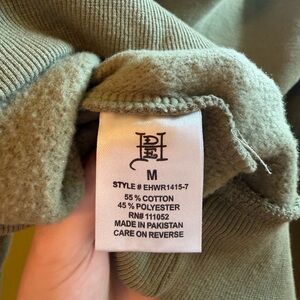 M
STYLE # EHWR1415-7
55 % COTTON
45 % POLYESTER
RN# 111052
MADE IN PAKISTAN
CARE ON REVERSE